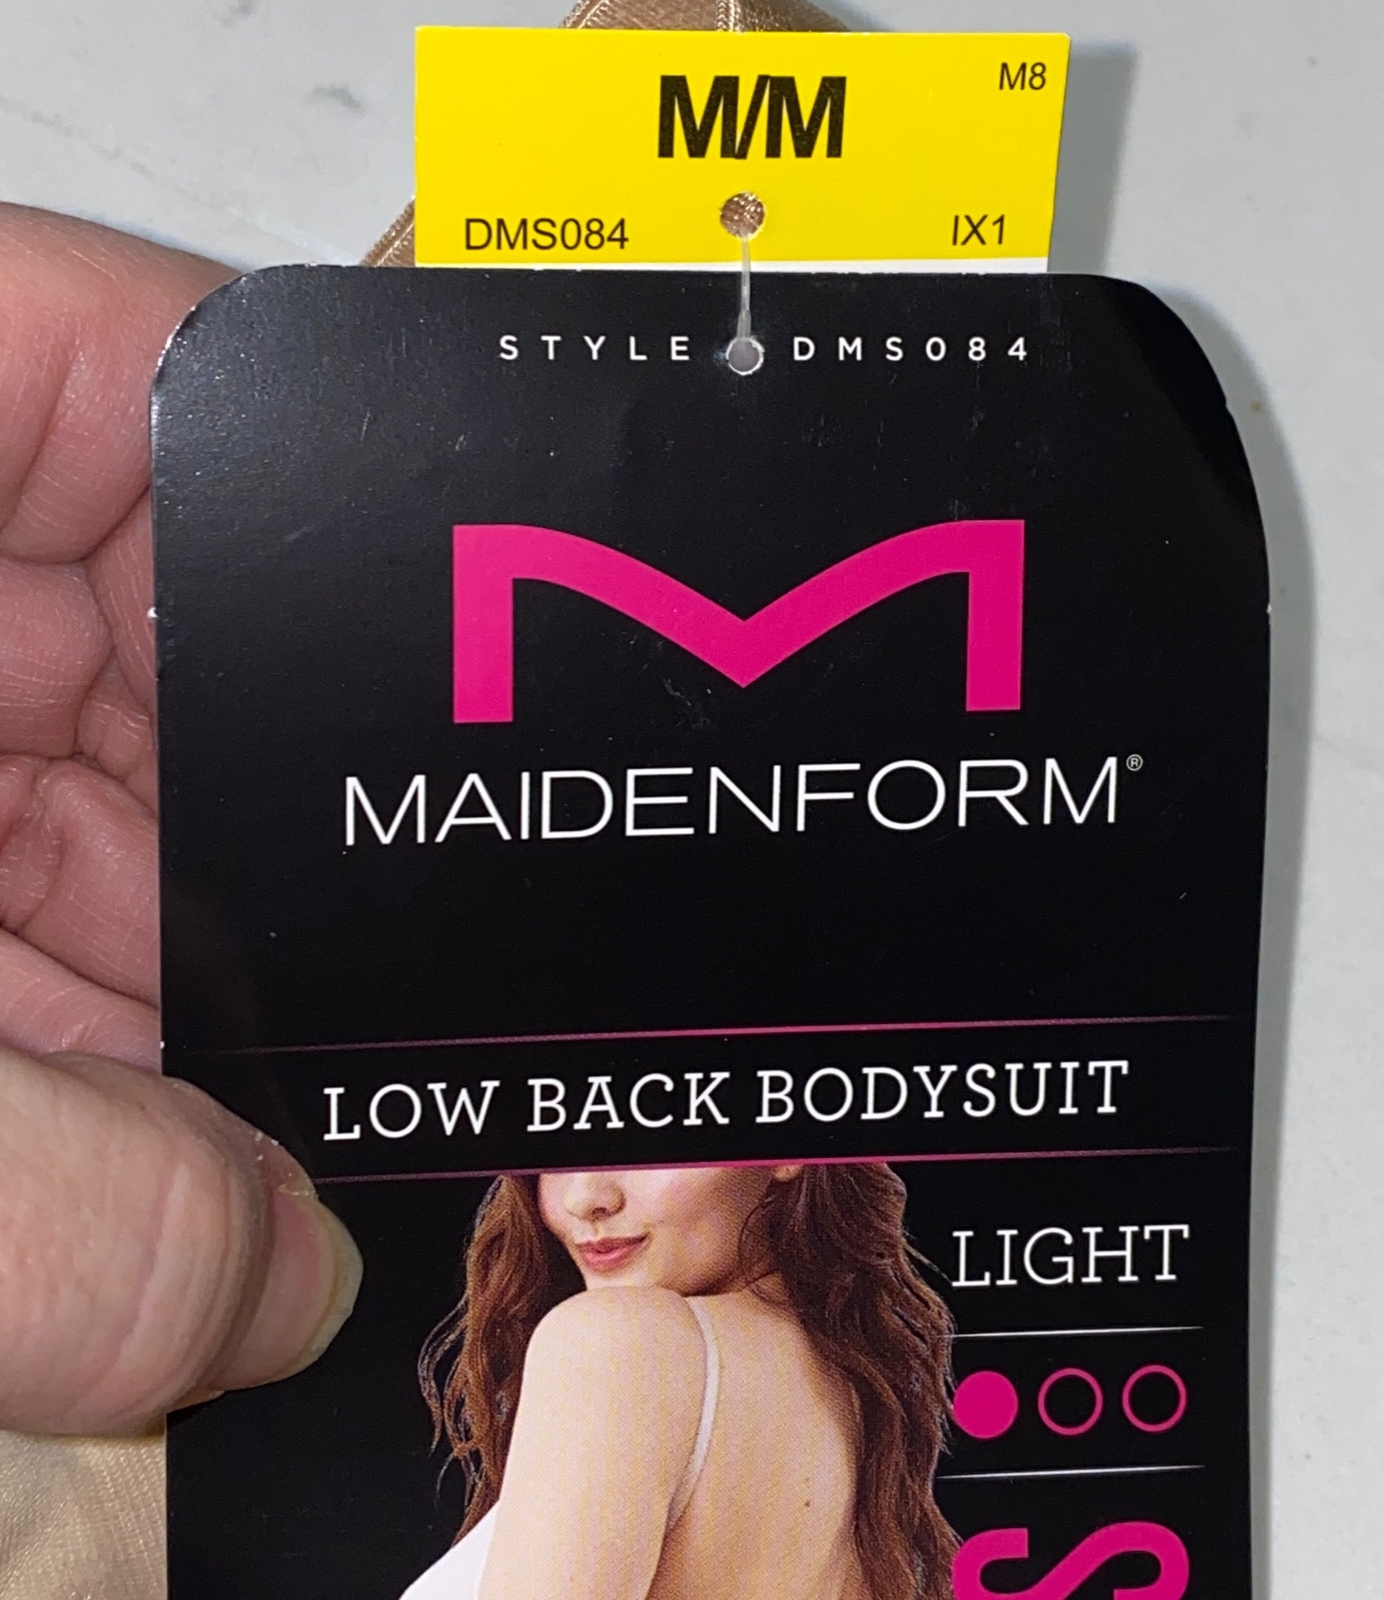 M8
M/M
DMS084 IX1
STYLE DMS084
MAIDENFORM®
LOW BACK BODYSUIT
LIGHT
S